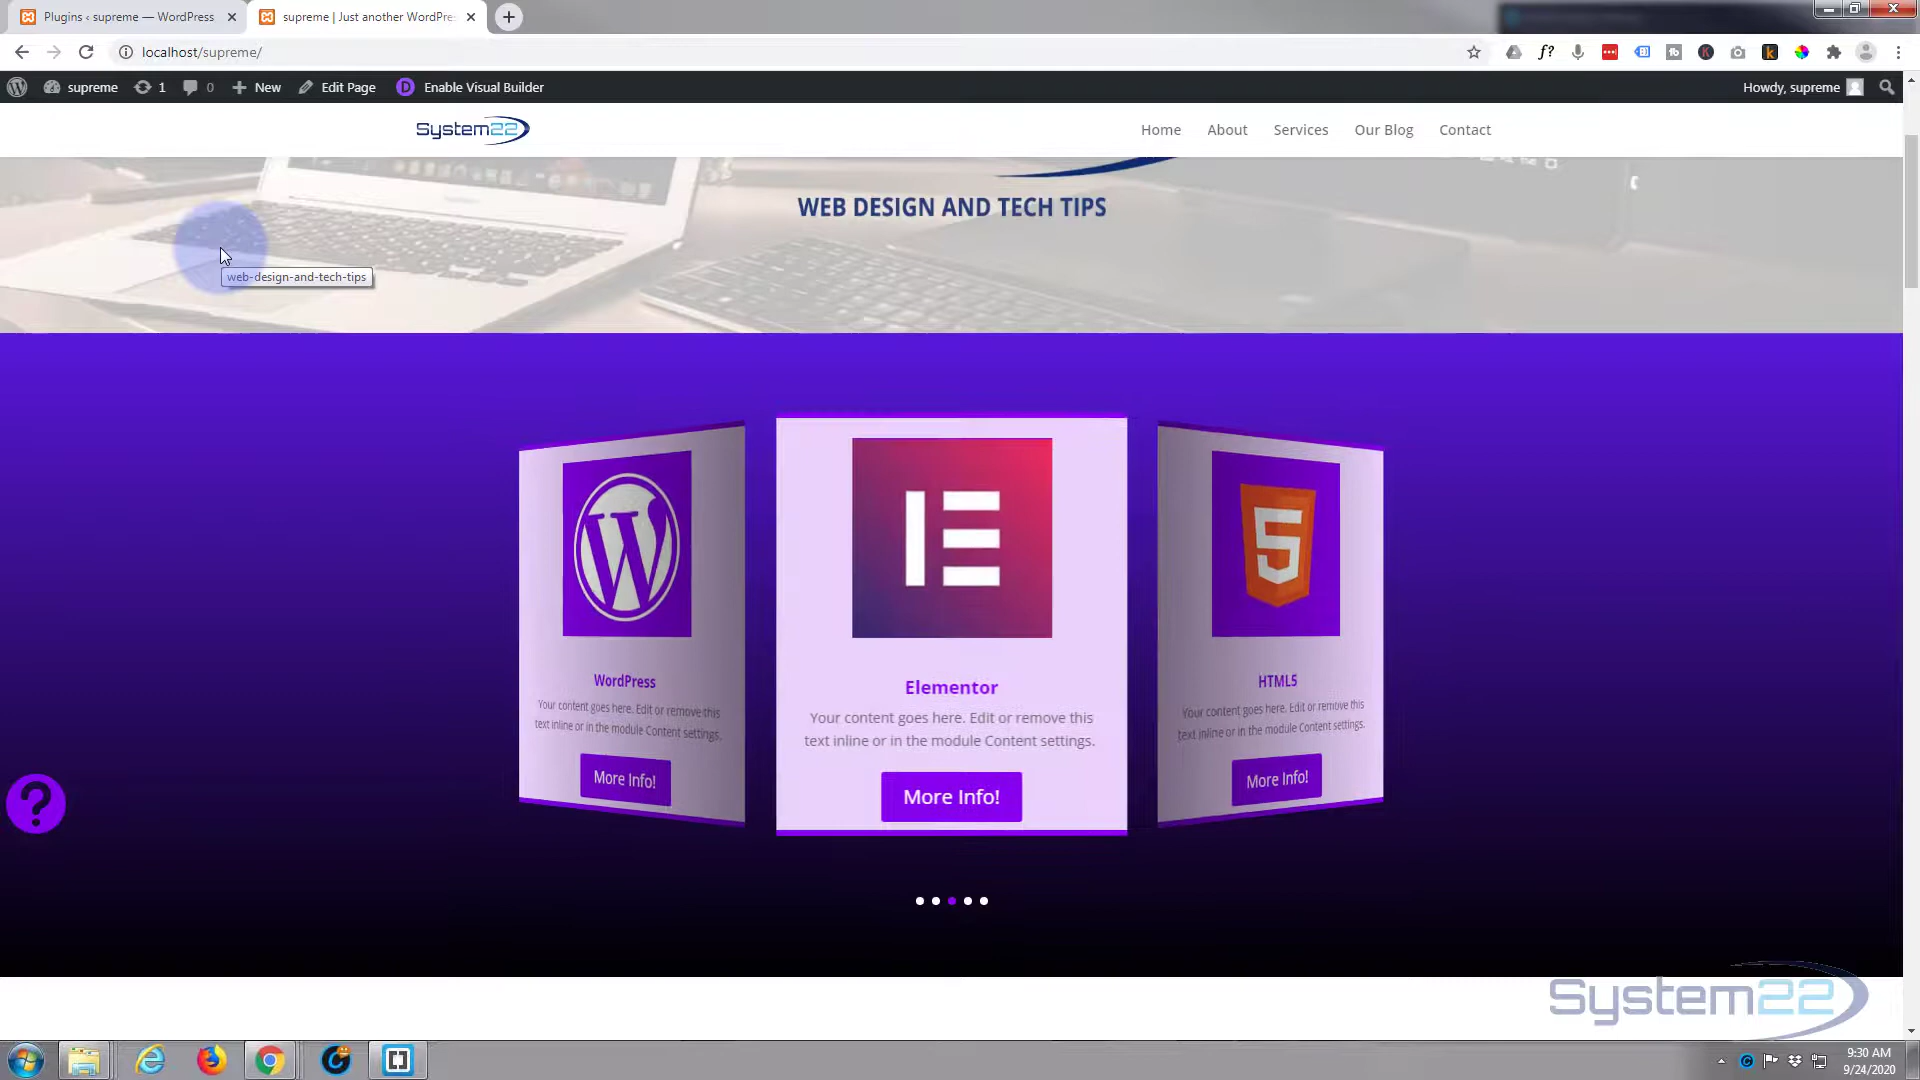 Plugins ‹ supreme — WordPress
supreme | Just another WordPre
localhost/supreme/
supreme 1 0 New Edit Page Enable Visual Builder Howdy, supreme
System22 Home About Services Our Blog Contact
WEB DESIGN AND TECH TIPS
web-design-and-tech-tips
WordPress
Your content goes here. Edit or remove this
text inline or in the module Content settings.
More Info!
Elementor
Your content goes here. Edit or remove this
text inline or in the module Content settings.
More Info!
HTML5
Your content goes here. Edit or remove this
text inline or in the module Content settings.
More Info!
System22
9:30 AM
9/24/2020